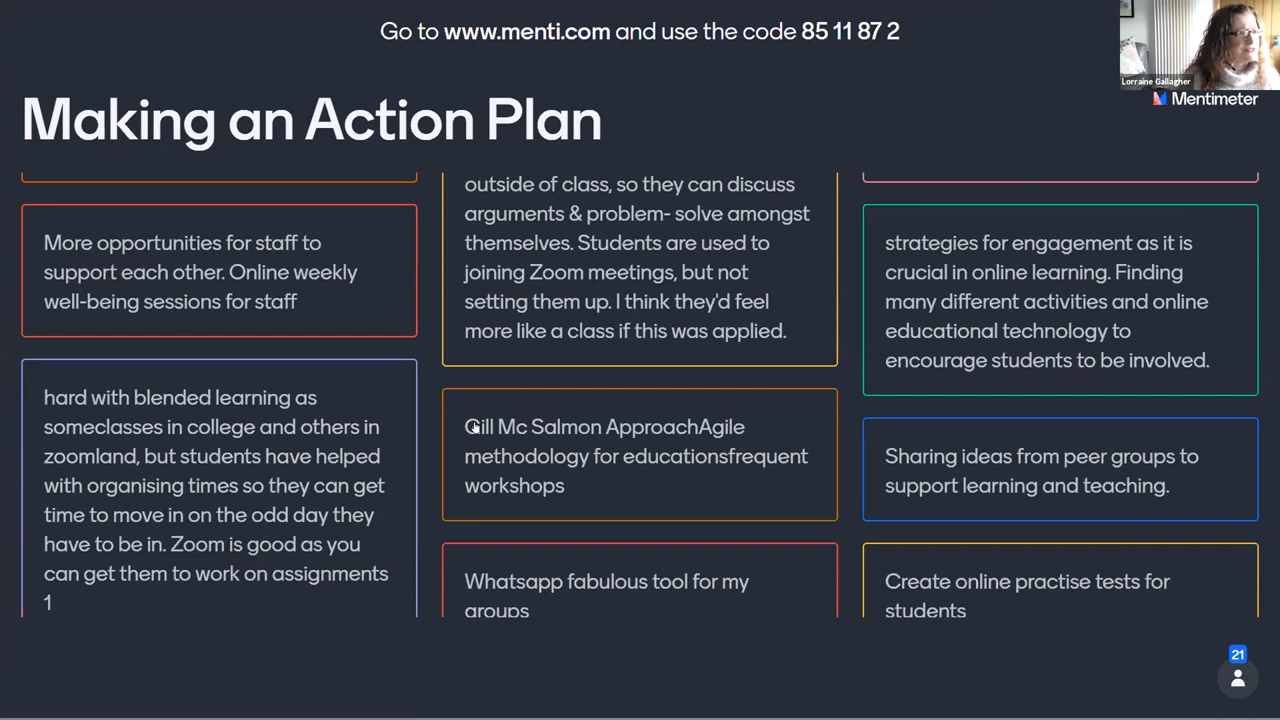 Go to www.menti.com and use the code 85 11 87 2
Lorraine Gallagher
Mentimeter
Making an Action Plan
More opportunities for staff to
support each other. Online weekly
well-being sessions for staff
hard with blended learning as
someclasses in college and others in
zoomland, but students have helped
with organising times so they can get
time to move in on the odd day they
have to be in. Zoom is good as you
can get them to work on assignments
1
outside of class, so they can discuss
arguments & problem- solve amongst
themselves. Students are used to
joining Zoom meetings, but not
setting them up. I think they'd feel
more like a class if this was applied.
Gill Mc Salmon ApproachAgile
methodology for educationsfrequent
workshops
Whatsapp fabulous tool for my
groups
strategies for engagement as it is
crucial in online learning. Finding
many different activities and online
educational technology to
encourage students to be involved.
Sharing ideas from peer groups to
support learning and teaching.
Create online practise tests for
students
21